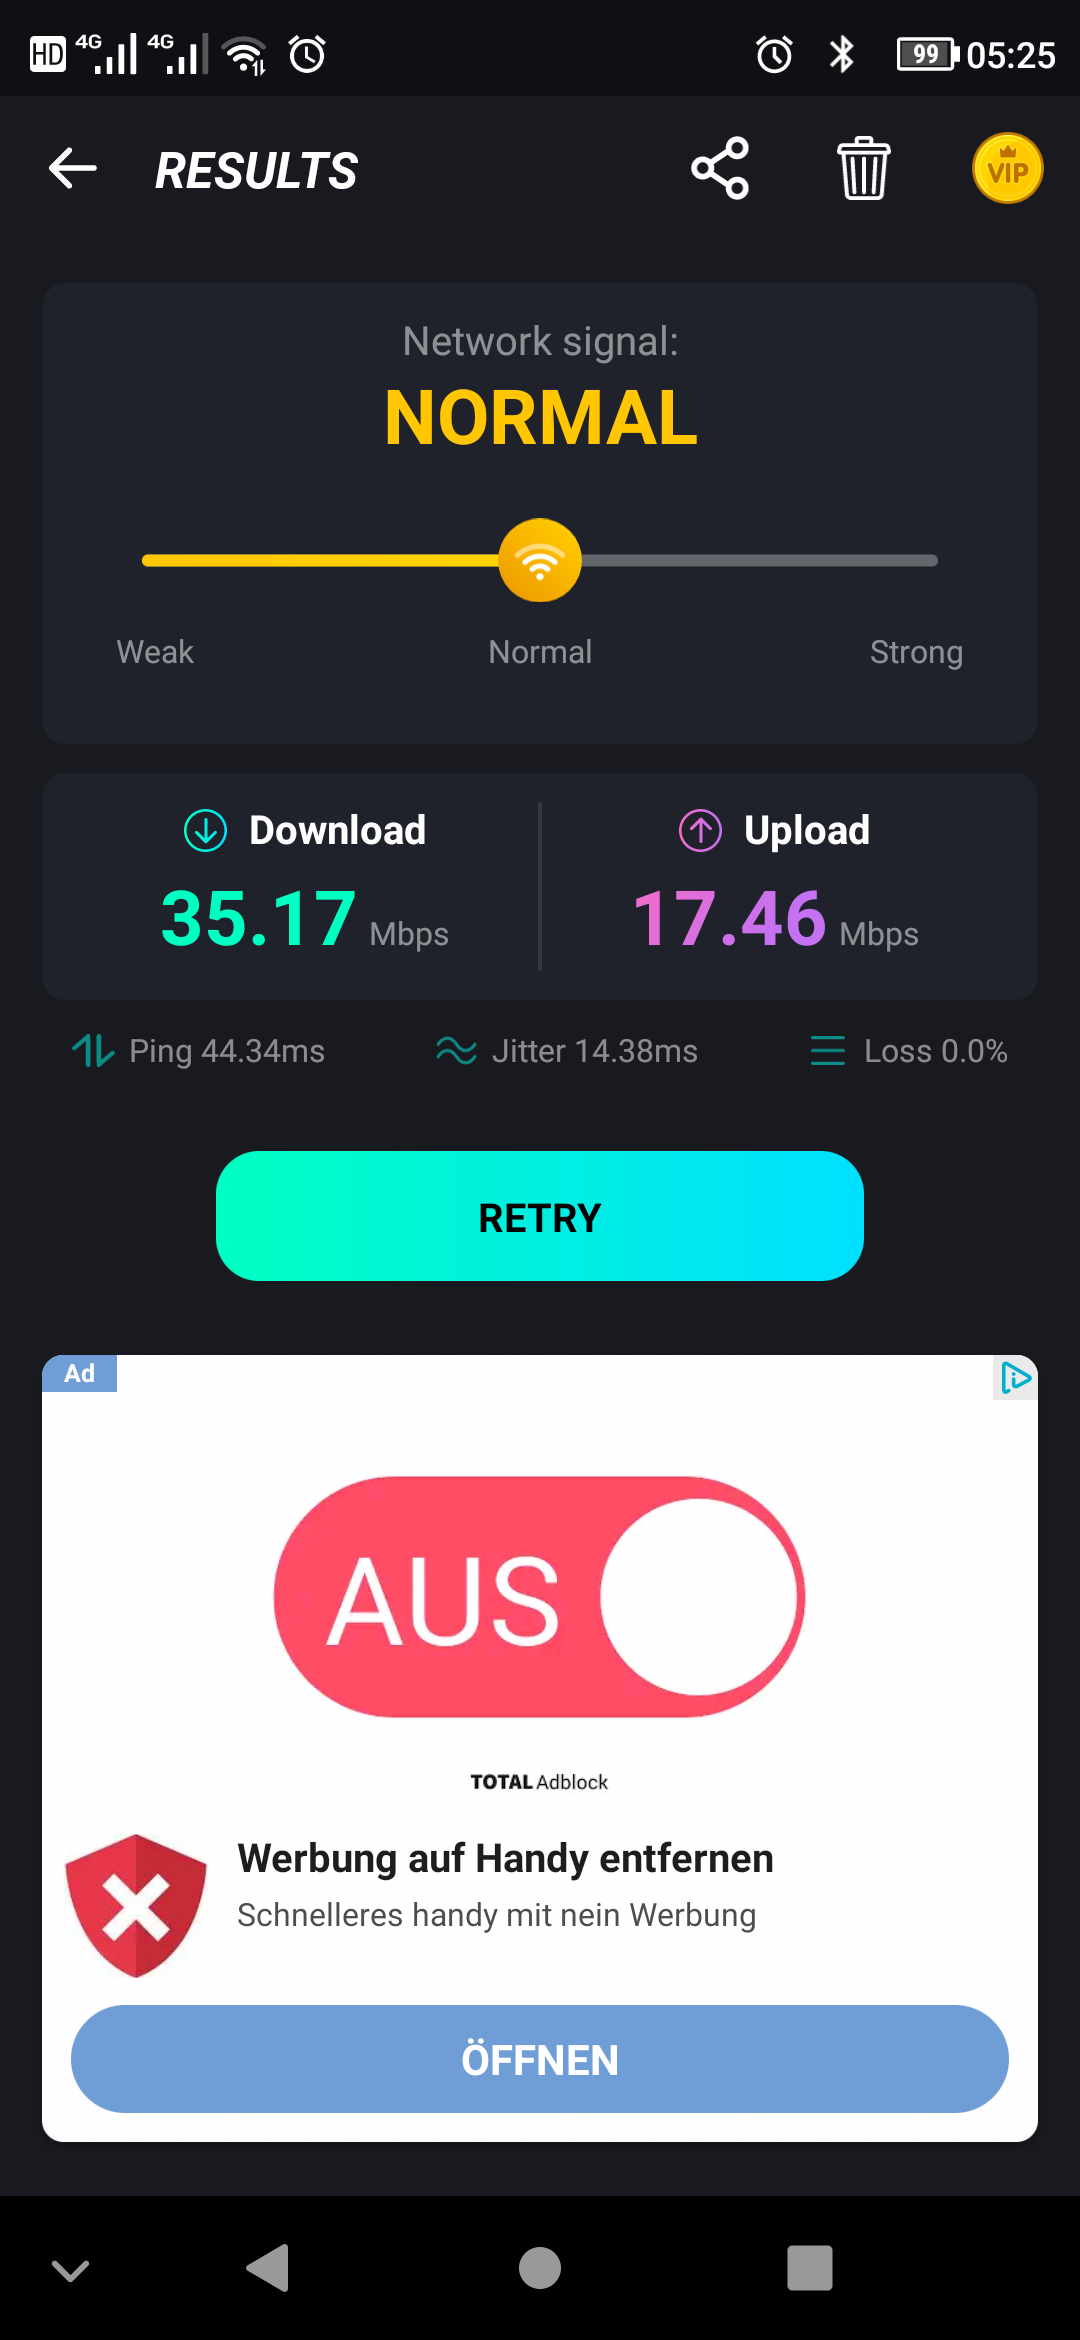 HD 4G 4G 99 05:25
RESULTS
VIP
Network signal:
NORMAL
Weak Normal Strong
Download Upload
35.17 Mbps 17.46 Mbps
Ping 44.34ms Jitter 14.38ms Loss 0.0%
RETRY
Ad
AUS
TOTAL Adblock
Werbung auf Handy entfernen
Schnelleres handy mit nein Werbung
ÖFFNEN